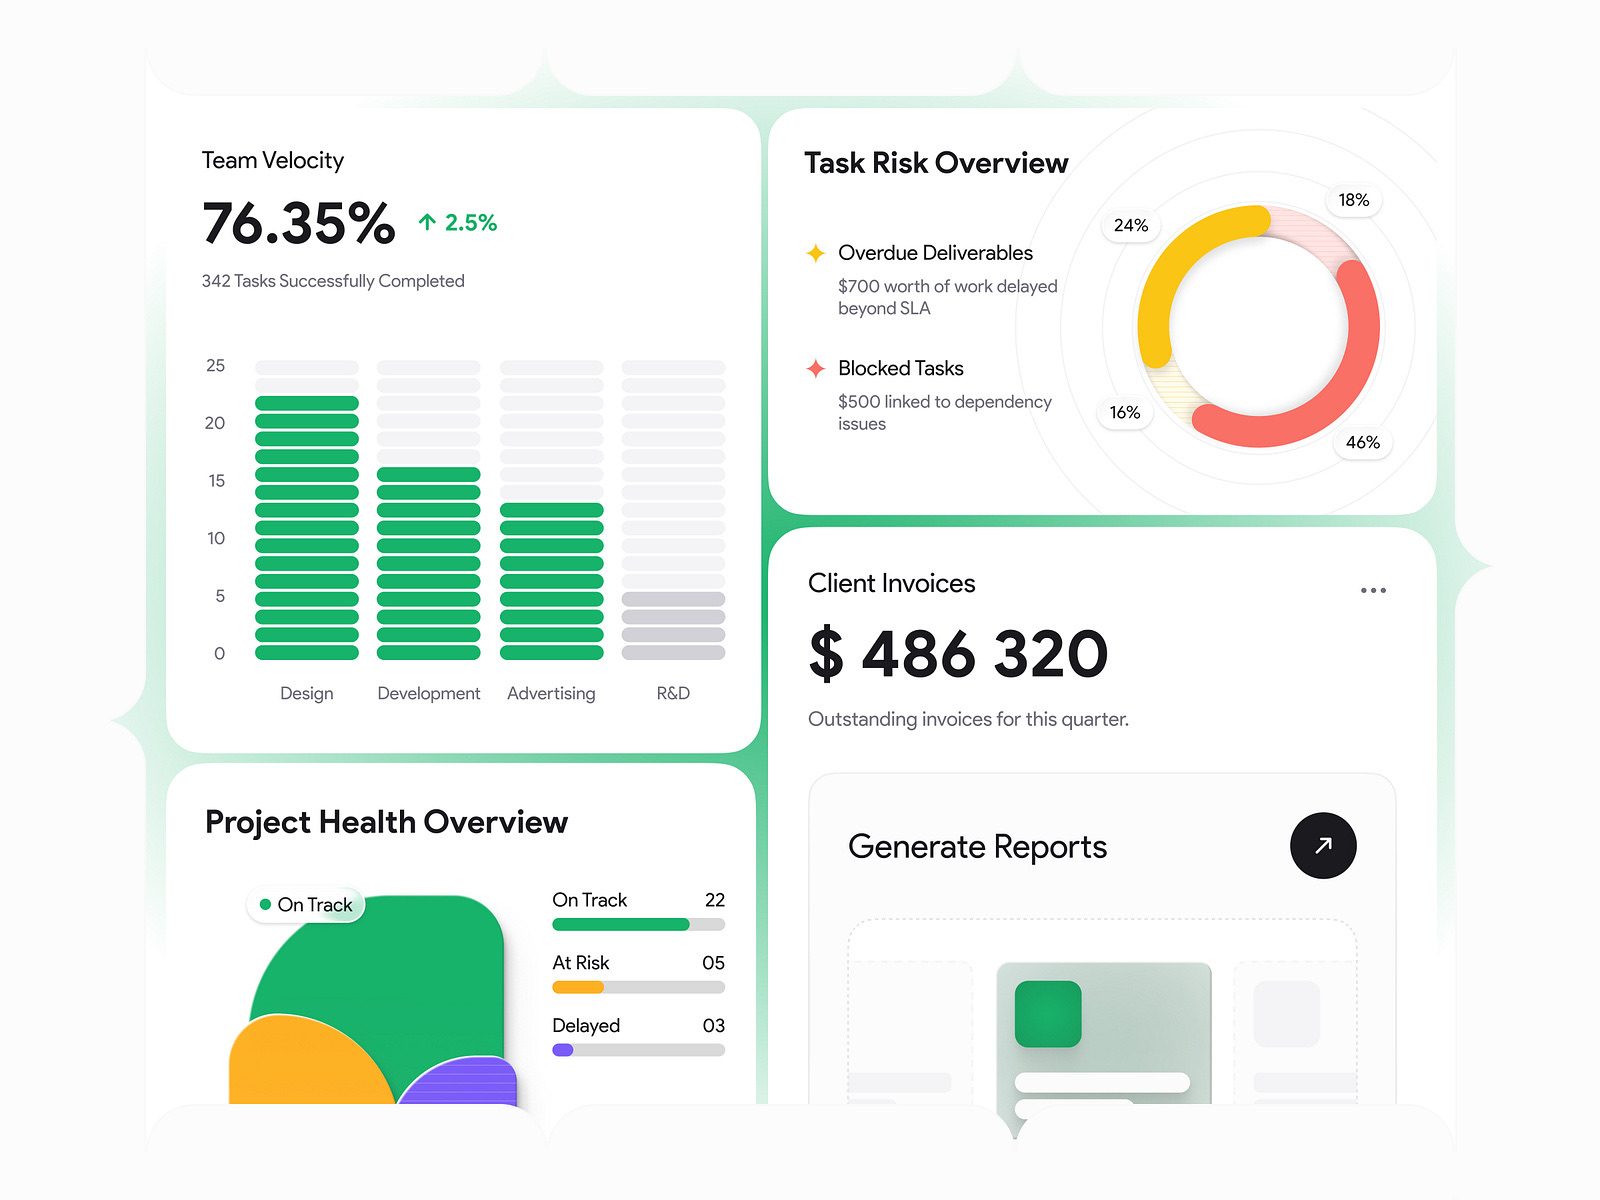 Team Velocity
76.35%
2.5%
342 Tasks Successfully Completed
25
20
15
10
5
0
Design
Development
Advertising
R&D
Task Risk Overview
Overdue Deliverables
$700 worth of work delayed
beyond SLA
Blocked Tasks
$500 linked to dependency
issues
24%
18%
16%
46%
Client Invoices
$ 486 320
Outstanding invoices for this quarter.
Generate Reports
Project Health Overview
On Track
On Track 22
At Risk 05
Delayed 03